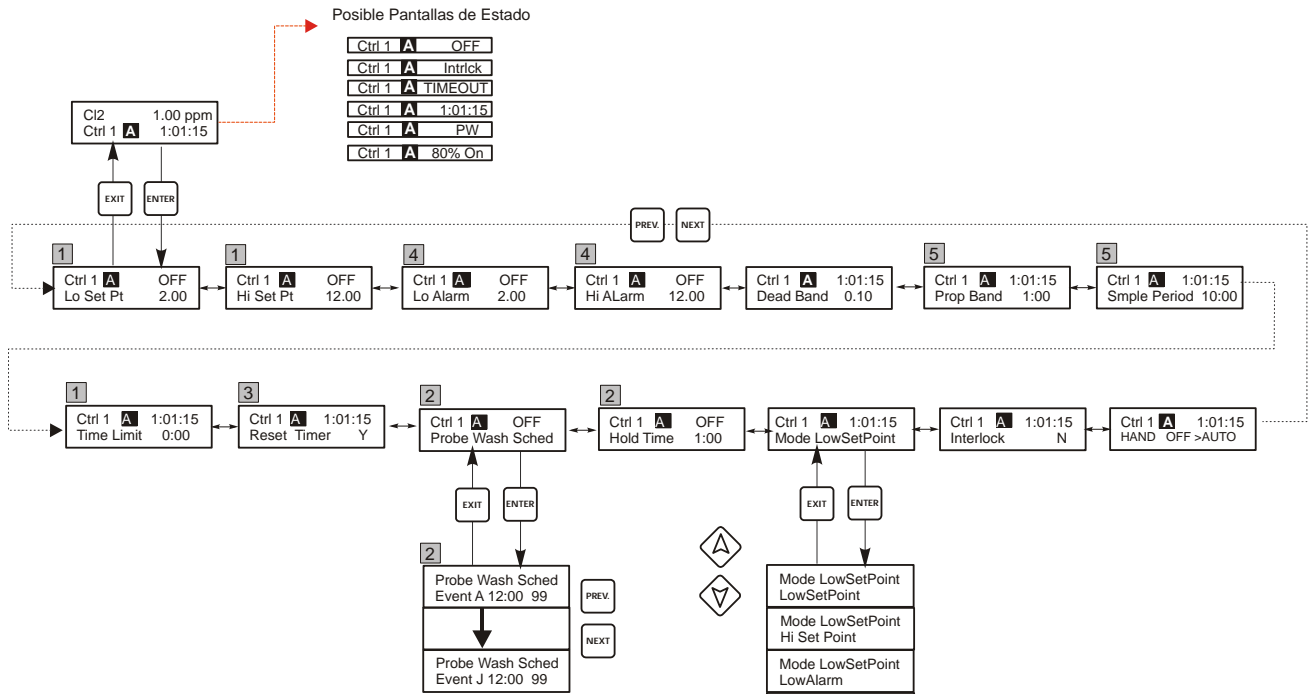 Posible Pantallas de Estado
Ctrl 1 A OFF
Ctrl 1 A Intrlck
Ctrl 1 A TIMEOUT
Ctrl 1 A 1:01:15
Ctrl 1 A PW
Ctrl 1 A 80% On
Cl2 1.00 ppm
Ctrl 1 A 1:01:15
EXIT
ENTER
PREV.
NEXT
1
Ctrl 1 A OFF
Lo Set Pt 2.00
1
Ctrl 1 A OFF
Hi Set Pt 12.00
4
Ctrl 1 A OFF
Lo Alarm 2.00
4
Ctrl 1 A OFF
Hi ALarm 12.00
Ctrl 1 A 1:01:15
Dead Band 0.10
5
Ctrl 1 A 1:01:15
Prop Band 1:00
5
Ctrl 1 A 1:01:15
Smple Period 10:00
1
Ctrl 1 A 1:01:15
Time Limit 0:00
3
Ctrl 1 A 1:01:15
Reset Timer Y
2
Ctrl 1 A OFF
Probe Wash Sched
2
Ctrl 1 A OFF
Hold Time 1:00
Ctrl 1 A 1:01:15
Mode LowSetPoint
Ctrl 1 A 1:01:15
Interlock N
Ctrl 1 A 1:01:15
HAND OFF >AUTO
EXIT
ENTER
EXIT
ENTER
2
Probe Wash Sched
Event A 12:00 99
Probe Wash Sched
Event J 12:00 99
PREV.
NEXT
Mode LowSetPoint
LowSetPoint
Mode LowSetPoint
Hi Set Point
Mode LowSetPoint
LowAlarm